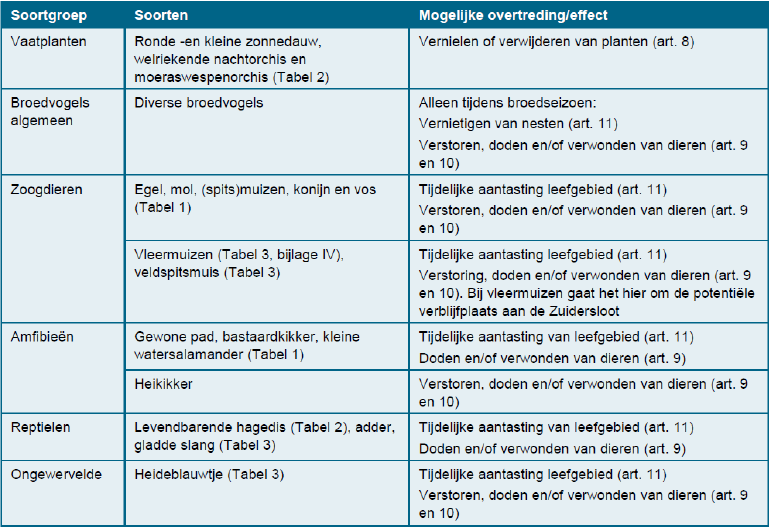 Soortgroep Soorten Mogelijke overtreding/effect
Vaatplanten Ronde -en kleine zonnedauw, Vernielen of verwijderen van planten (art. 8)
welriekende nachtorchis en
moeraswespenorchis (Tabel 2)
Broedvogels Diverse broedvogels Alleen tijdens broedseizoen:
algemeen Vernietigen van nesten (art. 11)
Verstoren, doden en/of verwonden van dieren (art. 9
en 10)
Zoogdieren Egel, mol, (spits)muizen, konijn en vos Tijdelijke aantasting leefgebied (art. 11)
(Tabel 1) Verstoren, doden en/of verwonden van dieren (art. 9
en 10)
Vleermuizen (Tabel 3, bijlage IV), Tijdelijke aantasting leefgebied (art. 11)
veldspitsmuis (Tabel 3) Verstoring, doden en/of verwonden van dieren (art. 9
en 10). Bij vleermuizen gaat het hier om de potentiële
verblijfplaats aan de Zuidersloot
Amfibieën Gewone pad, bastaardkikker, kleine Tijdelijke aantasting van leefgebied (art. 11)
watersalamander (Tabel 1) Doden en/of verwonden van dieren (art. 9)
Heikikker Verstoren, doden en/of verwonden van dieren (art. 9
en 10)
Reptielen Levendbarende hagedis (Tabel 2), adder, Tijdelijke aantasting van leefgebied (art. 11)
gladde slang (Tabel 3) Doden en/of verwonden van dieren (art. 9)
Ongewervelde Heideblauwtje (Tabel 3) Tijdelijke aantasting leefgebied (art. 11)
Verstoren, doden en/of verwonden van dieren (art. 9
en 10)